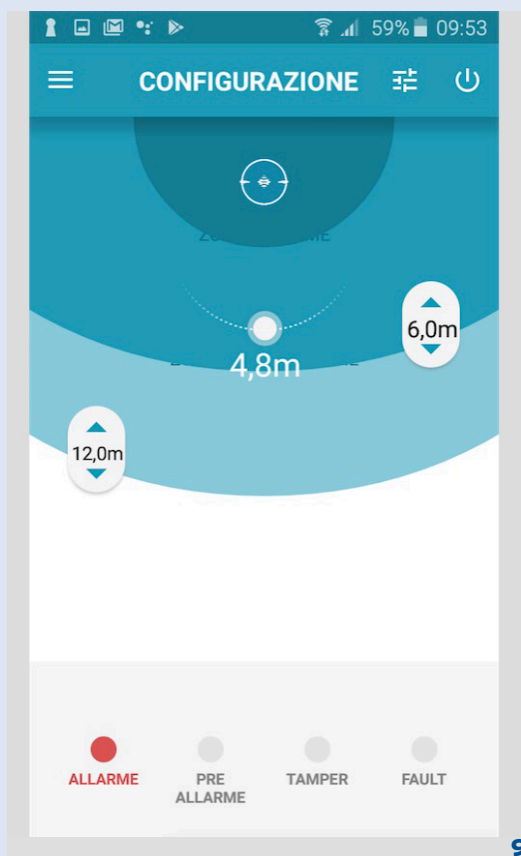 59% 09:53
CONFIGURAZIONE
6,0m
4,8m
12,0m
ALLARME
PRE
ALLARME
TAMPER
FAULT